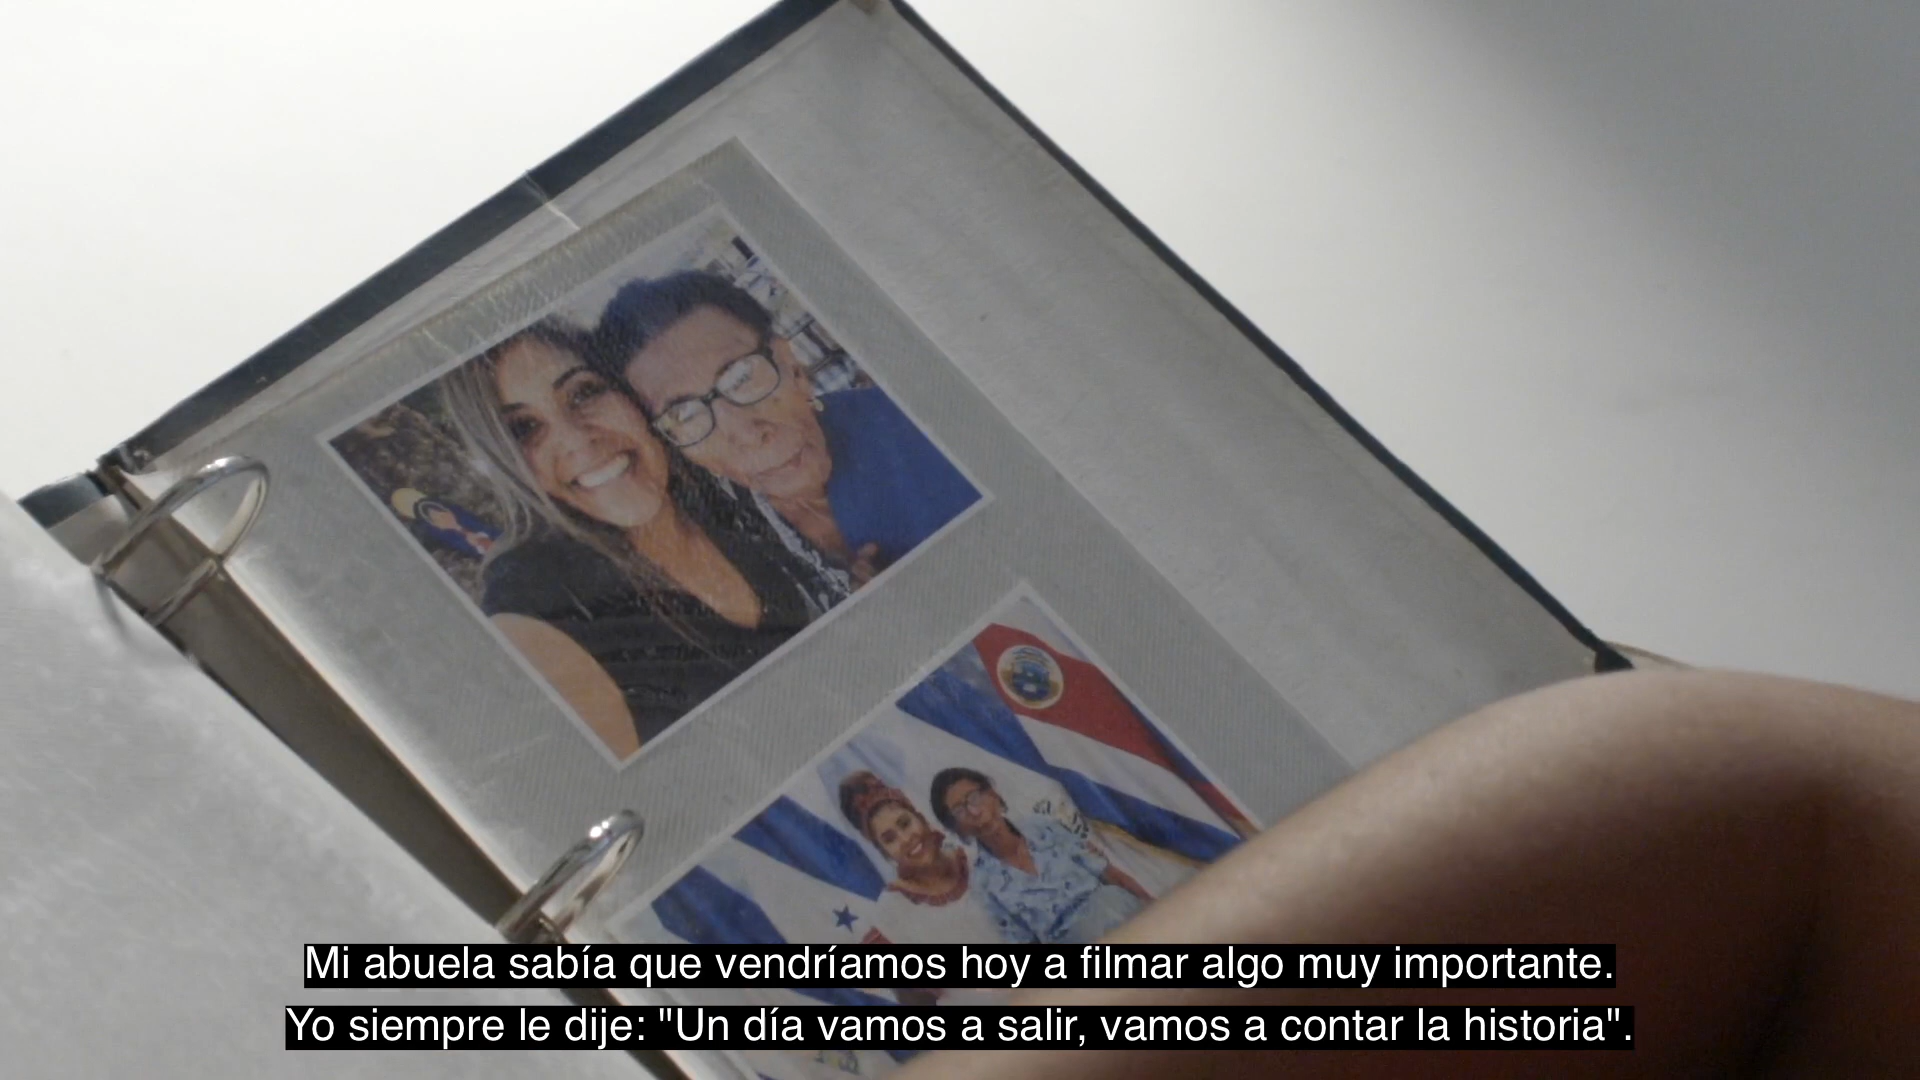 Mi abuela sabía que vendríamos hoy a filmar algo muy importante.
Yo siempre le dije: "Un día vamos a salir, vamos a contar la historia".